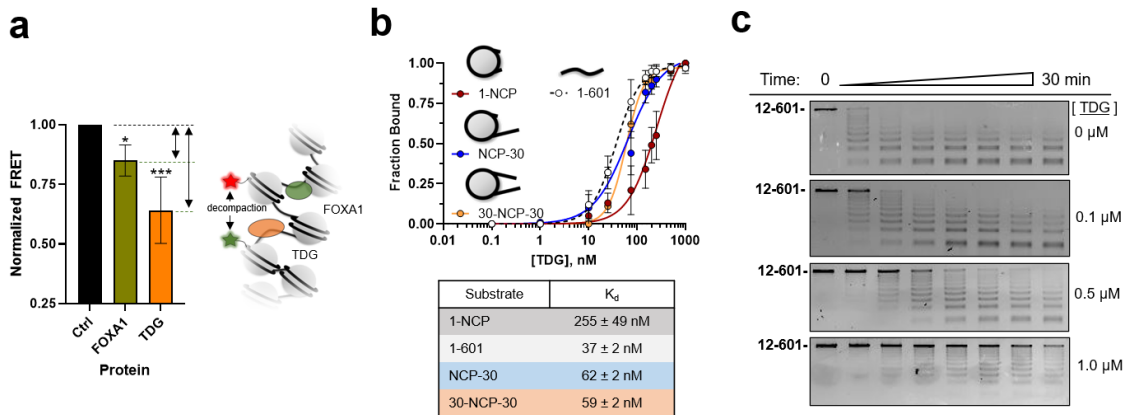 a
Normalized FRET
1.00
0.75
0.50
0.25
*
***
Ctrl
FOXA1
TDG
Protein
decompaction
FOXA1
TDG
b
Fraction Bound
1.00
0.75
0.50
0.25
0.00
1-NCP
1-601
NCP-30
30-NCP-30
0.1
1
10
100
1000
[TDG], nM
Substrate K_d
1-NCP 255 ± 49 nM
1-601 37 ± 2 nM
NCP-30 62 ± 2 nM
30-NCP-30 59 ± 2 nM
c
Time: 0 30 min
[TDG]
12-601-
0 µM
12-601-
0.1 µM
12-601-
0.5 µM
12-601-
1.0 µM